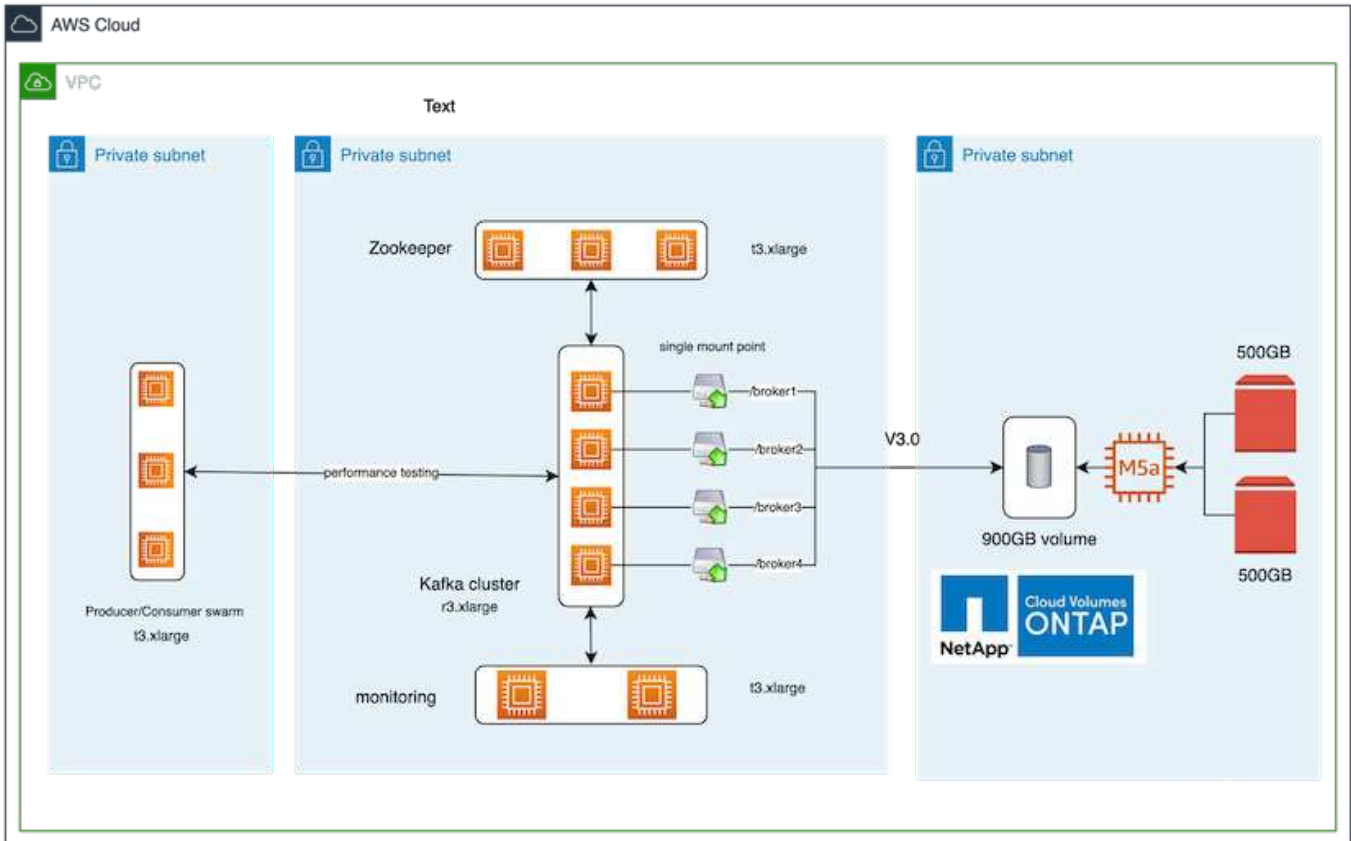 AWS Cloud
VPC
Text
Private subnet
Private subnet
Private subnet
Zookeeper
t3.xlarge
single mount point
/broker1
/broker2
/broker3
/broker4
performance testing
Kafka cluster
r3.xlarge
Producer/Consumer swarm
t3.xlarge
monitoring
t3.xlarge
V3.0
900GB volume
M5a
500GB
500GB
NetApp
Cloud Volumes
ONTAP